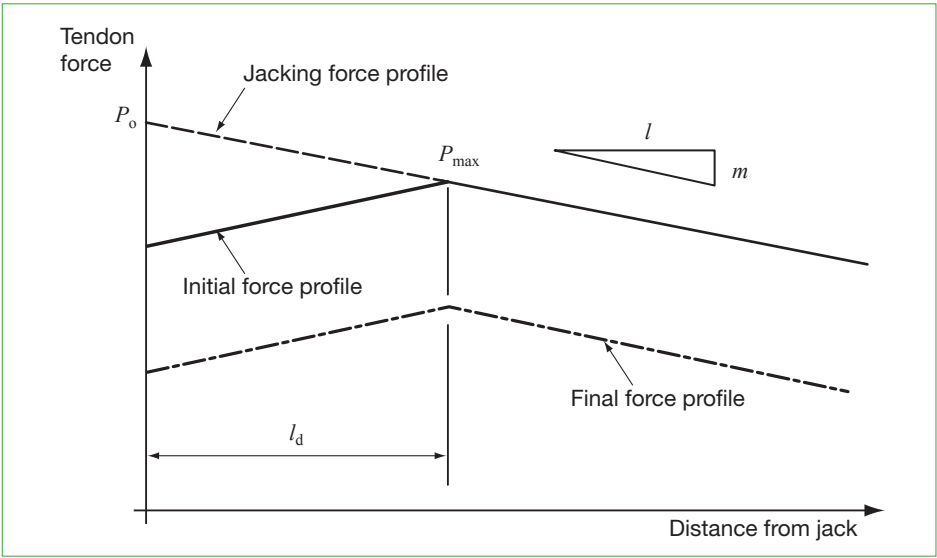 Tendon
force
Jacking force profile
Po
Pmax
l
m
Initial force profile
Final force profile
ld
Distance from jack